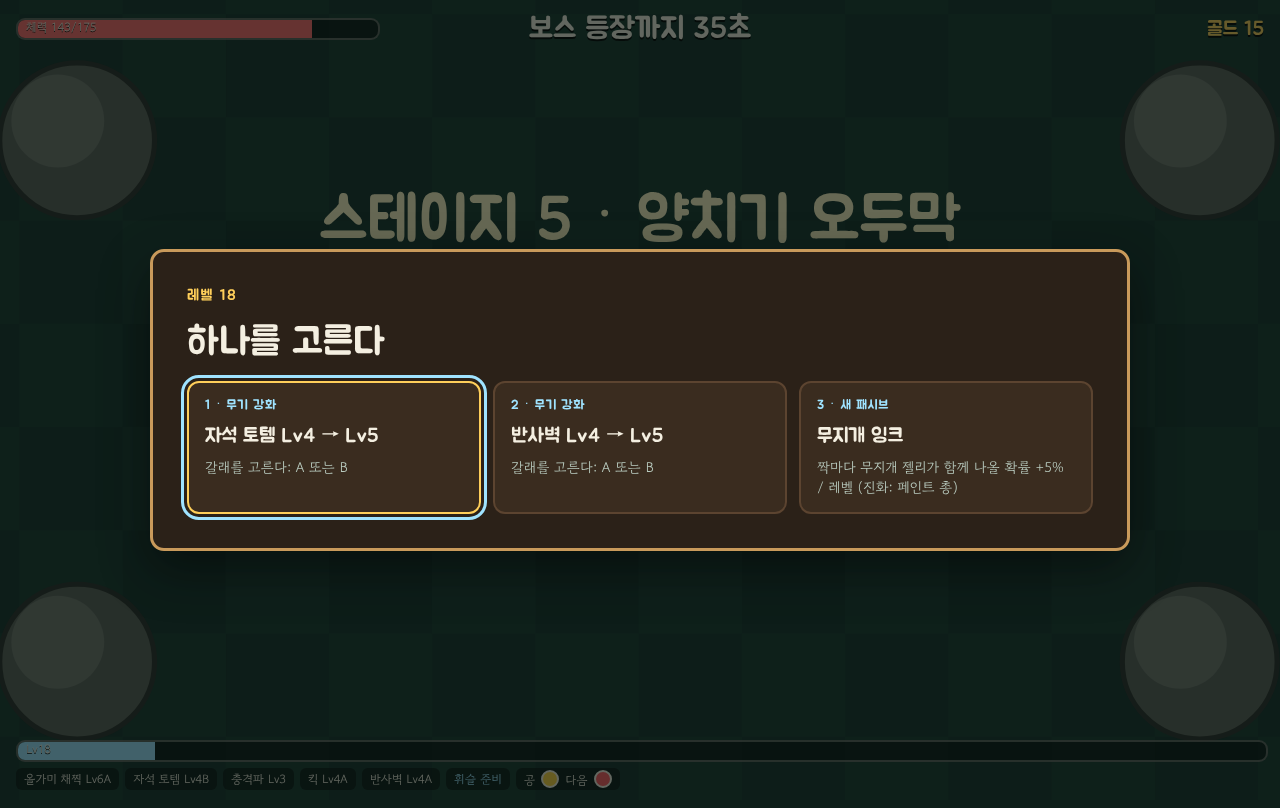 체력 143/175
보스 등장까지 35초
골드 15
스테이지 5 · 양치기 오두막
레벨 18
하나를 고른다
1 · 무기 강화
자석 토템 Lv4 → Lv5
갈래를 고른다: A 또는 B
2 · 무기 강화
반사벽 Lv4 → Lv5
갈래를 고른다: A 또는 B
3 · 새 패시브
무지개 잉크
짝마다 무지개 젤리가 함께 나올 확률 +5%
/ 레벨 (진화: 페인트 총)
Lv18
올가미 채찍 Lv6A
자석 토템 Lv4B
충격파 Lv3
킥 Lv4A
반사벽 Lv4A
휘슬 준비
공
다음